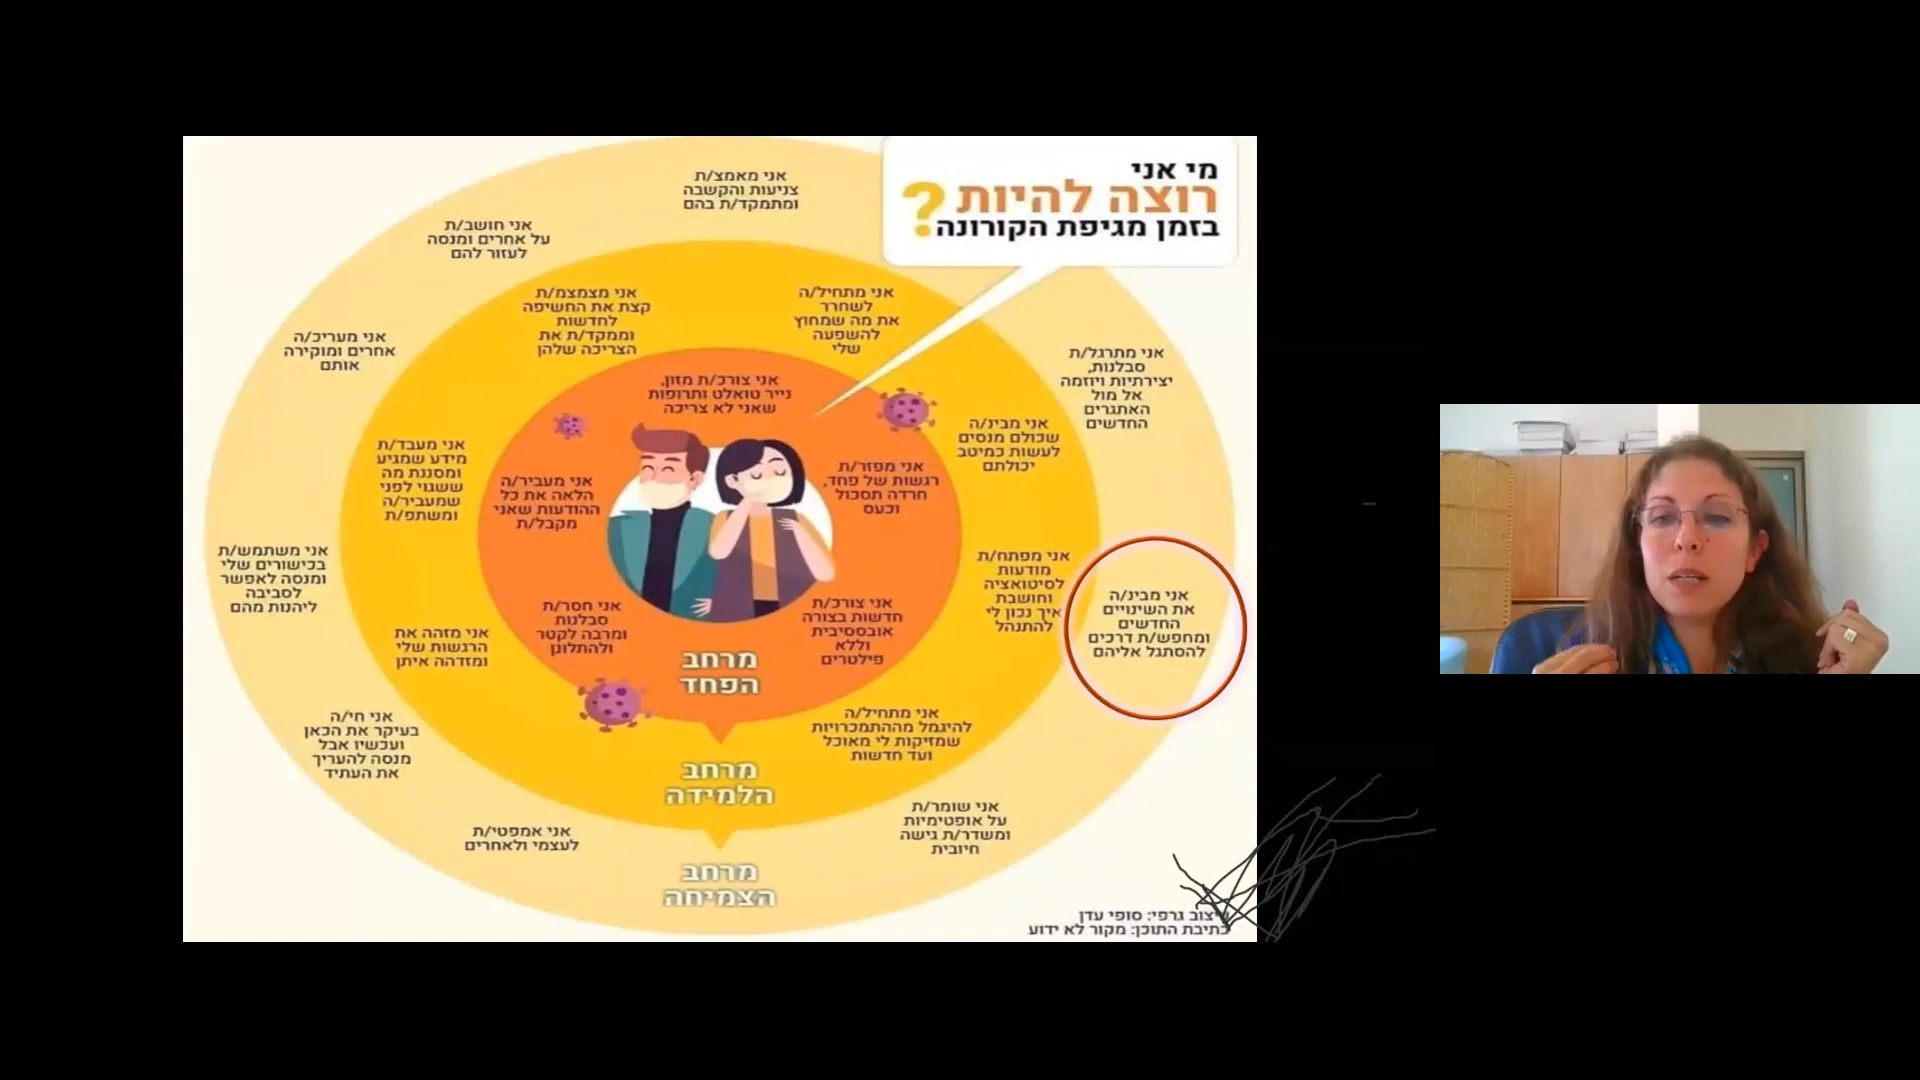 מי אני
רוצה להיות?
בזמן מגיפת הקורונה
אני מאמצ/ת
צניעות והקשבה
ומתמקד/ת בהם
אני חושב/ת
על אחרים ומנסה
לעזור להם
אני מעריכ/ה
אחרים ומוקירה
אותם
אני מתרגל/ת
סבלנות,
יצירתיות ויוזמה
אל מול
האתגרים
החדשים
אני מבינ/ה
את השינויים
החדשים
ומחפש/ת דרכים
להסתגל אליהם
אני משתמש/ת
בכישורים שלי
ומנסה לאפשר
לסביבה
ליהנות מהם
אני חי/ה
בעיקר את הכאן
ועכשיו אבל
מנסה להעריך
את העתיד
אני אמפטי/ת
לעצמי ולאחרים
אני שומר/ת
על אופטימיות
ומשדר/ת גישה
חיובית
מרחב
הצמיחה
אני מתחיל/ה
לשחרר
את מה שמחוץ
להשפעה
שלי
אני מצמצמ/ת
קצת את החשיפה
לחדשות
וממקד/ת את
הצריכה שלהן
אני מבינ/ה
שכולם מנסים
לעשות כמיטב
יכולתם
אני מעבד/ת
מידע שמגיע
ומסננת מה
ששגוי לפני
שמעביר/ה
ומשתפ/ת
אני מפתח/ת
מודעות
לסיטואציה
וחושבת
איך נכון לי
להתנהל
אני מזהה את
הרגשות שלי
ומזדהה איתן
אני מתחיל/ה
להיגמל מההתמכרויות
שמזיקות לי מאוכל
ועד חדשות
מרחב
הלמידה
אני צורכ/ת מזון,
נייר טואלט ותרופות
שאני לא צריכה
אני מפזר/ת
רגשות של פחד,
חרדה תסכול
וכעס
אני מעביר/ה
הלאה את כל
ההודעות שאני
מקבל/ת
אני צורכ/ת
חדשות בצורה
אובססיבית
וללא
פילטרים
אני חסר/ת
סבלנות
ומרבה לקטר
ולהתלונן
מרחב
הפחד
עיצוב גרפי: סופי עדן
כתיבת התוכן: מקור לא ידוע